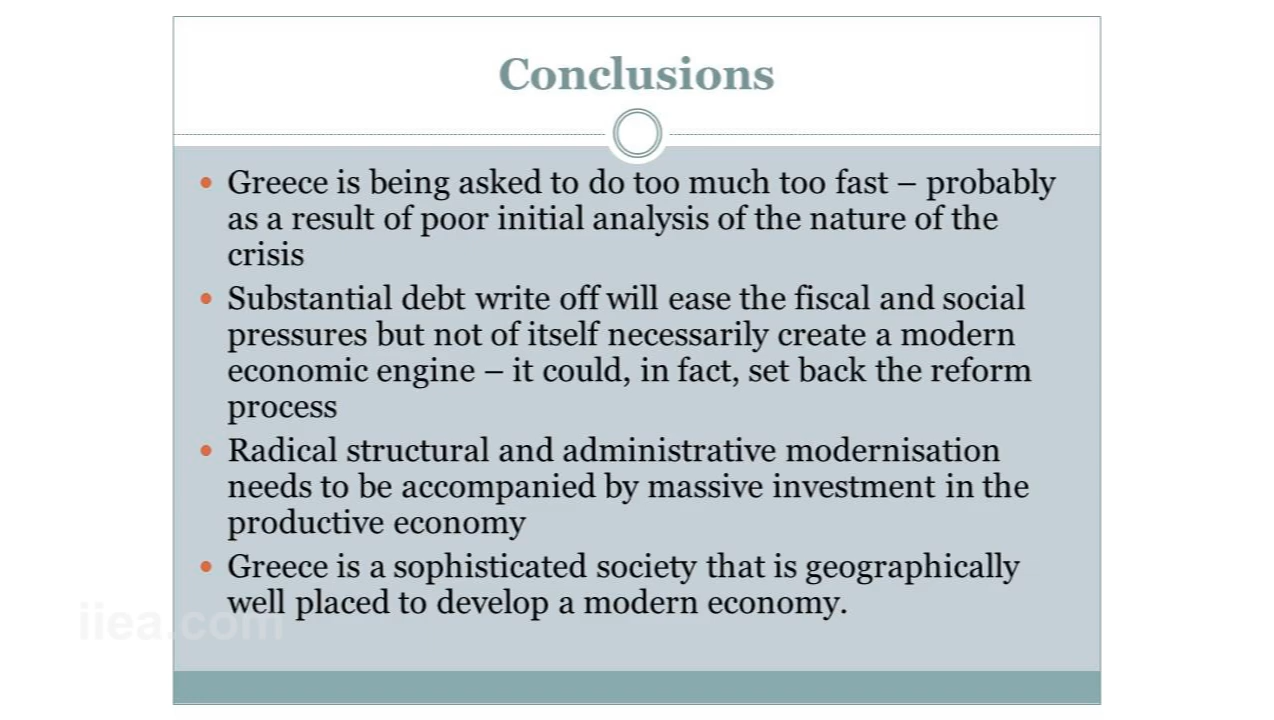 Conclusions
• Greece is being asked to do too much too fast – probably
as a result of poor initial analysis of the nature of the
crisis
• Substantial debt write off will ease the fiscal and social
pressures but not of itself necessarily create a modern
economic engine – it could, in fact, set back the reform
process
• Radical structural and administrative modernisation
needs to be accompanied by massive investment in the
productive economy
• Greece is a sophisticated society that is geographically
well placed to develop a modern economy.
iiea.com